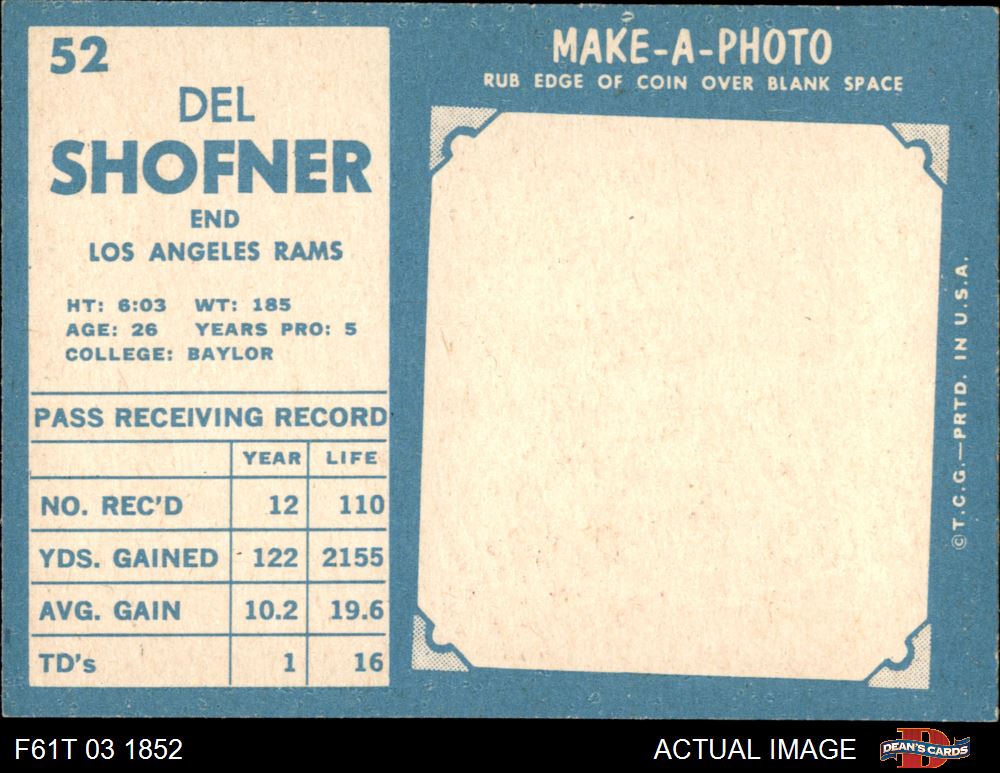 52
DEL
SHOFNER
END
LOS ANGELES RAMS
HT: 6:03 WT: 185
AGE: 26 YEARS PRO: 5
COLLEGE: BAYLOR
PASS RECEIVING RECORD
YEAR LIFE
NO. REC'D 12 110
YDS. GAINED 122 2155
AVG. GAIN 10.2 19.6
TD's 1 16
MAKE-A-PHOTO
RUB EDGE OF COIN OVER BLANK SPACE
©T.C.G.—PRTD. IN U.S.A.
F61T 03 1852
ACTUAL IMAGE
DEAN'S CARDS